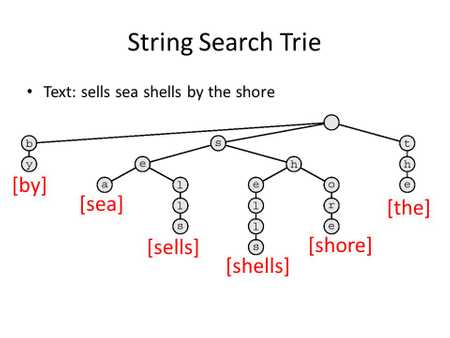 String Search Trie
• Text: sells sea shells by the shore
b s t
y e h h
a l e o e
[by] [sea] l l r [the]
s l e
[sells] s [shore]
[shells]